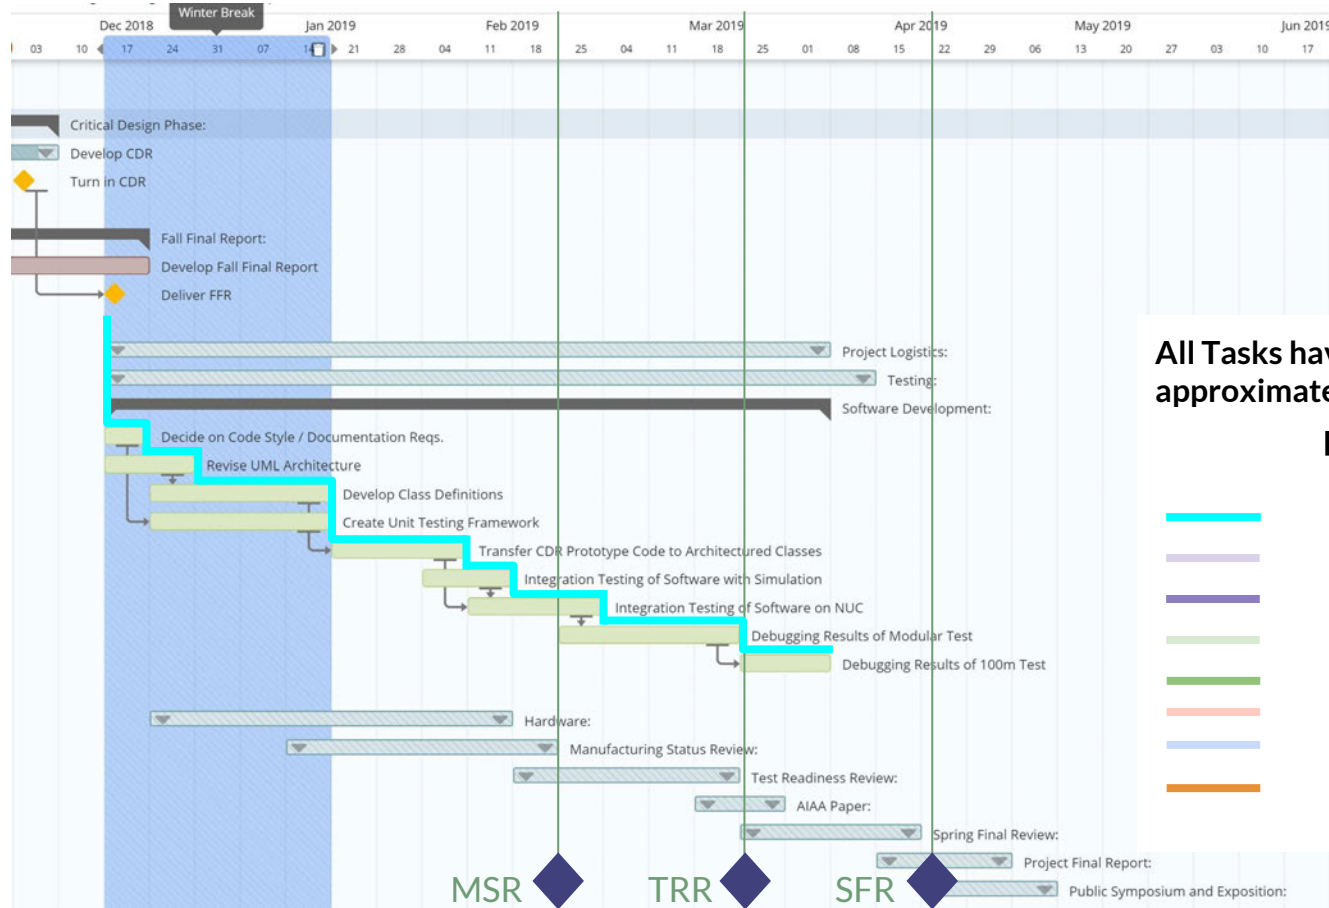 Winter Break
Dec 2018 Jan 2019 Feb 2019 Mar 2019 Apr 2019 May 2019 Jun 2019
03 10 17 24 31 07 14 21 28 04 11 18 25 04 11 18 25 01 08 15 22 29 06 13 20 27 03 10 17
Critical Design Phase:
Develop CDR
Turn in CDR
Fall Final Report:
Develop Fall Final Report
Deliver FFR
Project Logistics:
Testing:
Software Development:
Decide on Code Style / Documentation Reqs.
Revise UML Architecture
Develop Class Definitions
Create Unit Testing Framework
Transfer CDR Prototype Code to Architectured Classes
Integration Testing of Software with Simulation
Integration Testing of Software on NUC
Debugging Results of Modular Test
Debugging Results of 100m Test
Hardware:
Manufacturing Status Review:
Test Readiness Review:
AIAA Paper:
Spring Final Review:
Project Final Report:
Public Symposium and Exposition:
MSR TRR SFR
All Tasks
approximate